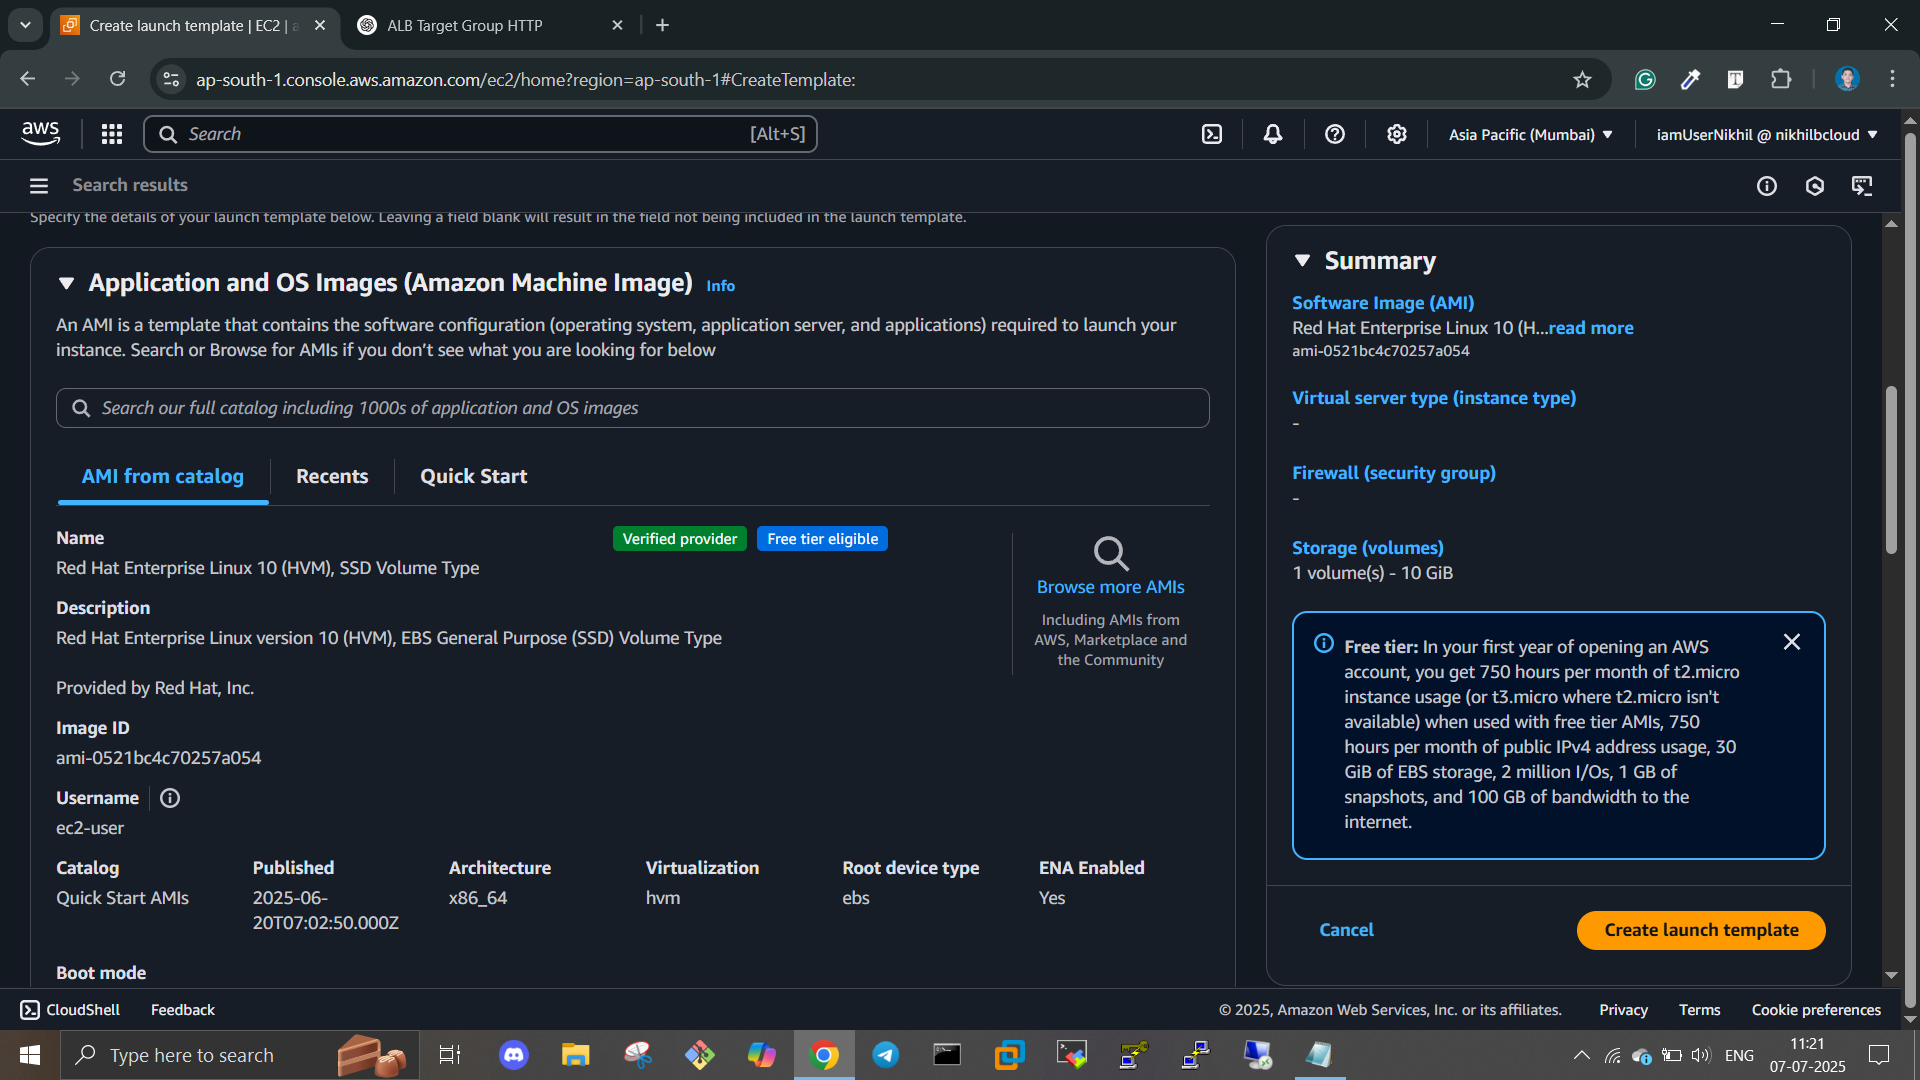 Create launch template | EC2 | a
ALB Target Group HTTP
ap-south-1.console.aws.amazon.com/ec2/home?region=ap-south-1#CreateTemplate:
aws
Search
[Alt+S]
Asia Pacific (Mumbai)
iamUserNikhil @ nikhilbcloud
Search results
Specify the details of your launch template below. Leaving a field blank will result in the field not being included in the launch template.
Application and OS Images (Amazon Machine Image) Info
An AMI is a template that contains the software configuration (operating system, application server, and applications) required to launch your
instance. Search or Browse for AMIs if you don’t see what you are looking for below
Search our full catalog including 1000s of application and OS images
AMI from catalog
Recents
Quick Start
Name
Verified provider
Free tier eligible
Red Hat Enterprise Linux 10 (HVM), SSD Volume Type
Description
Red Hat Enterprise Linux version 10 (HVM), EBS General Purpose (SSD) Volume Type
Provided by Red Hat, Inc.
Image ID
ami-0521bc4c70257a054
Username
ec2-user
Browse more AMIs
Including AMIs from
AWS, Marketplace and
the Community
Catalog
Published
Architecture
Virtualization
Root device type
ENA Enabled
Quick Start AMIs
2025-06-
20T07:02:50.000Z
x86_64
hvm
ebs
Yes
Boot mode
Summary
Software Image (AMI)
Red Hat Enterprise Linux 10 (H...read more
ami-0521bc4c70257a054
Virtual server type (instance type)
-
Firewall (security group)
-
Storage (volumes)
1 volume(s) - 10 GiB
Free tier: In your first year of opening an AWS
account, you get 750 hours per month of t2.micro
instance usage (or t3.micro where t2.micro isn't
available) when used with free tier AMIs, 750
hours per month of public IPv4 address usage, 30
GiB of EBS storage, 2 million I/Os, 1 GB of
snapshots, and 100 GB of bandwidth to the
internet.
Cancel
Create launch template
CloudShell
Feedback
© 2025, Amazon Web Services, Inc. or its affiliates.
Privacy
Terms
Cookie preferences
Type here to search
ENG
11:21
07-07-2025